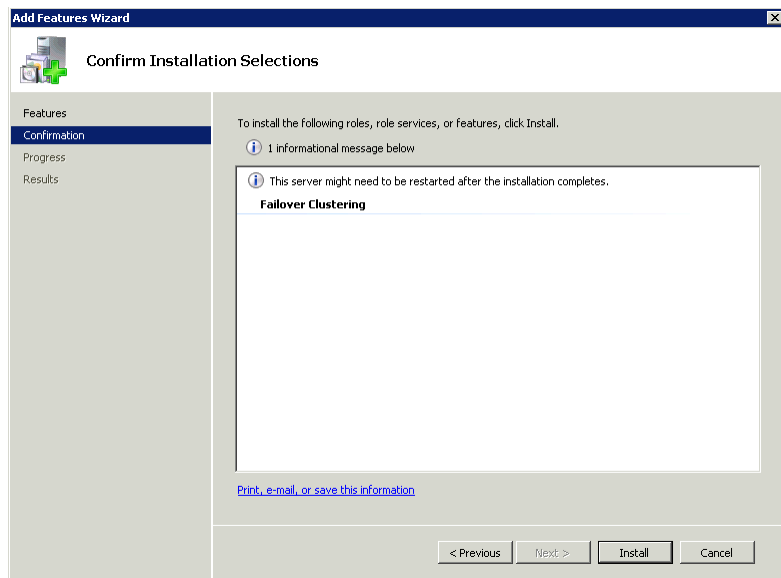 Add Features Wizard
Confirm Installation Selections
Features
Confirmation
Progress
Results
To install the following roles, role services, or features, click Install.
1 informational message below
This server might need to be restarted after the installation completes.
Failover Clustering
Print, e-mail, or save this information
< Previous
Next >
Install
Cancel